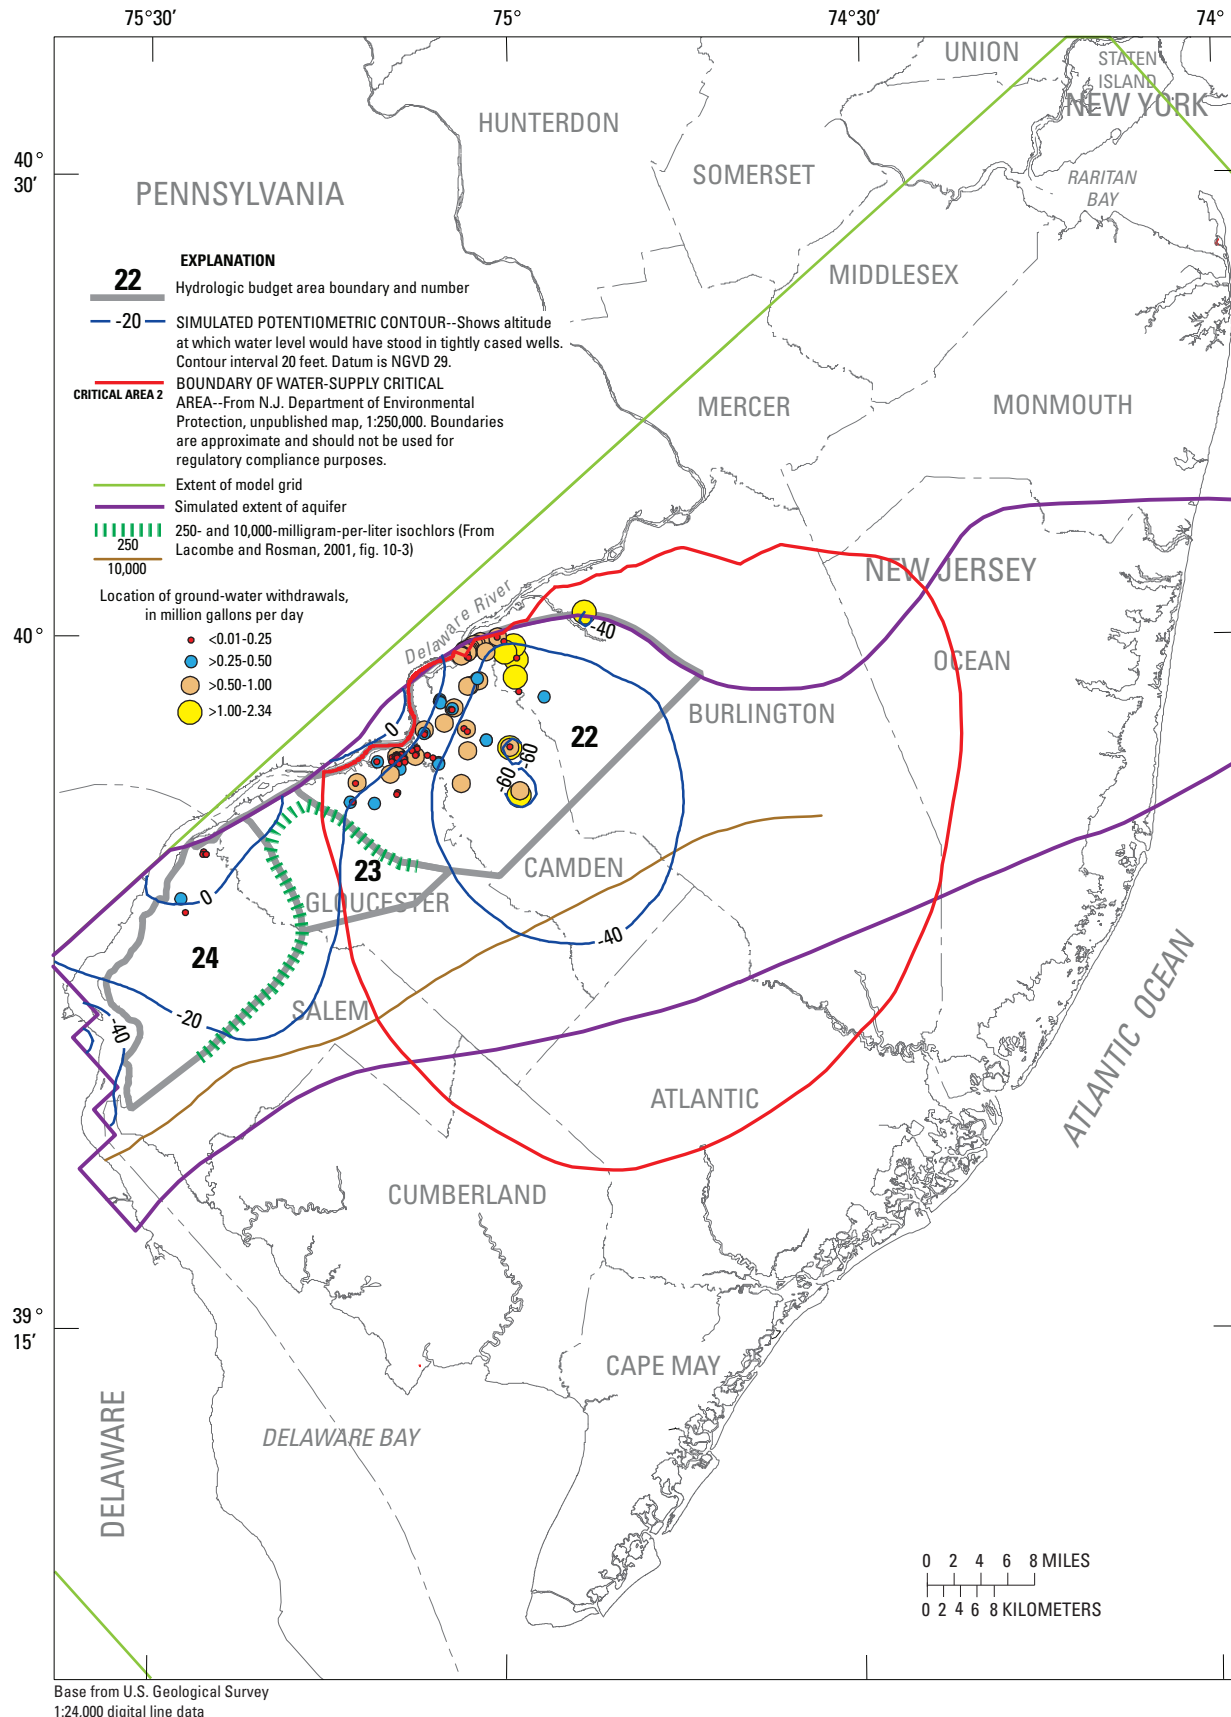 75°30′
75°
74°30′
74°
UNION
STATEN
ISLAND
NEW YORK
HUNTERDON
40°
30′
SOMERSET
RARITAN
BAY
PENNSYLVANIA
EXPLANATION
22
Hydrologic budget area boundary and number
-20
SIMULATED POTENTIOMETRIC CONTOUR--Shows altitude
at which water level would have stood in tightly cased wells.
Contour interval 20 feet. Datum is NGVD 29.
CRITICAL AREA 2
BOUNDARY OF WATER-SUPPLY CRITICAL
AREA--From N.J. Department of Environmental
Protection, unpublished map, 1:250,000. Boundaries
are approximate and should not be used for
regulatory compliance purposes.
Extent of model grid
Simulated extent of aquifer
250
10,000
250- and 10,000-milligram-per-liter isochlors (From
Lacombe and Rosman, 2001, fig. 10-3)
Location of ground-water withdrawals,
in million gallons per day
<0.01-0.25
>0.25-0.50
>0.50-1.00
>1.00-2.34
MIDDLESEX
MERCER
MONMOUTH
NEW JERSEY
Delaware River
40°
-40
OCEAN
BURLINGTON
0
22
-60
-60
CAMDEN
23
GLOUCESTER
0
-40
24
SALEM
-20
-40
ATLANTIC OCEAN
ATLANTIC
CUMBERLAND
39°
15′
CAPE MAY
DELAWARE
DELAWARE BAY
0 2 4 6 8 MILES
0 2 4 6 8 KILOMETERS
Base from U.S. Geological Survey
1:24,000 digital line data